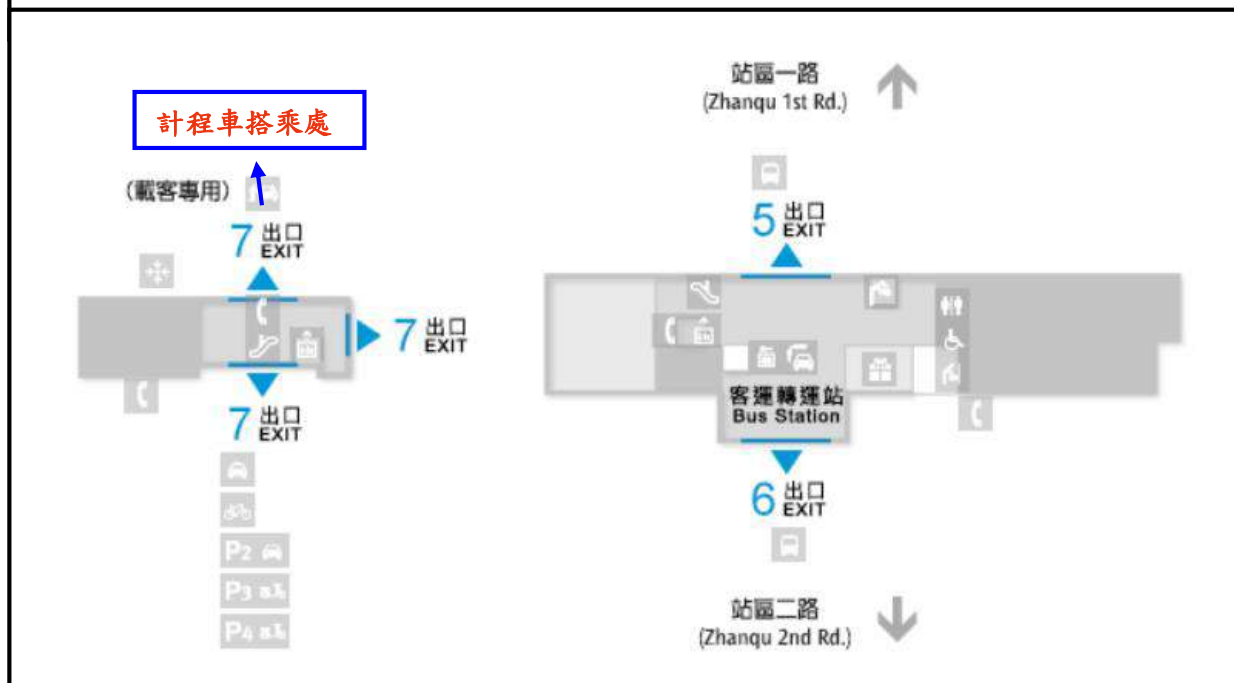 站區一路
(Zhanqu 1st Rd.)
計程車搭乘處
(載客專用)
7 出口
EXIT
5 出口
EXIT
7 出口
EXIT
客運轉運站
Bus Station
7 出口
EXIT
6 出口
EXIT
P2
P3
P4
站區二路
(Zhanqu 2nd Rd.)